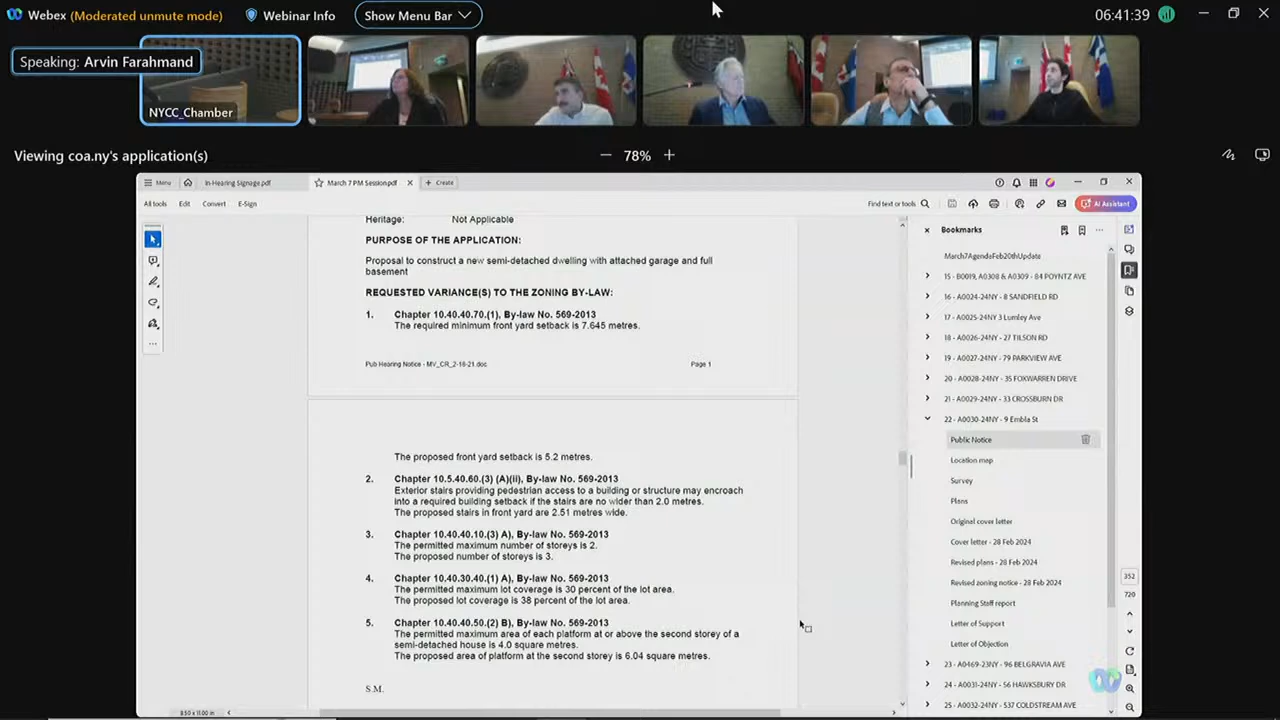 Webex (Moderated unmute mode)
Webinar Info
Show Menu Bar
06:41:39
Speaking: Arvin Farahmand
NYCC_Chamber
Viewing coa.ny's application(s)
78%
Menu
In-Hearing Signage.pdf
March 7 PM Session.pdf
Create
All tools
Edit
Convert
E-Sign
Find text or tools
AI Assistant
Heritage: Not Applicable
PURPOSE OF THE APPLICATION:
Proposal to construct a new semi-detached dwelling with attached garage and full
basement
REQUESTED VARIANCE(S) TO THE ZONING BY-LAW:
1. Chapter 10.40.40.70.(1), By-law No. 569-2013
The required minimum front yard setback is 7.645 metres.
Pub Hearing Notice - MV_CR_2-18-21.doc
Page 1
The proposed front yard setback is 5.2 metres.
2. Chapter 10.5.40.60.(3) (A)(ii), By-law No. 569-2013
Exterior stairs providing pedestrian access to a building or structure may encroach
into a required building setback if the stairs are no wider than 2.0 metres.
The proposed stairs in front yard are 2.51 metres wide.
3. Chapter 10.40.40.10.(3) A), By-law No. 569-2013
The permitted maximum number of storeys is 2.
The proposed number of storeys is 3.
4. Chapter 10.40.30.40.(1) A), By-law No. 569-2013
The permitted maximum lot coverage is 30 percent of the lot area.
The proposed lot coverage is 38 percent of the lot area.
5. Chapter 10.40.40.50.(2) B), By-law No. 569-2013
The permitted maximum area of each platform at or above the second storey of a
semi-detached house is 4.0 square metres.
The proposed area of platform at the second storey is 6.04 square metres.
S.M.
8.50 x 11.00 in
Bookmarks
March7AgendaFeb20thUpdate
15 - B0019, A0308 & A0309 - 84 POYNTZ AVE
16 - A0024-24NY - 8 SANDFIELD RD
17 - A0025-24NY 3 Lumley Ave
18 - A0026-24NY - 27 TILSON RD
19 - A0027-24NY - 79 PARKVIEW AVE
20 - A0028-24NY - 35 FOXWARREN DRIVE
21 - A0029-24NY - 33 CROSSBURN DR
22 - A0030-24NY - 9 Embla St
Public Notice
Location map
Survey
Plans
Original cover letter
Cover letter - 28 Feb 2024
Revised plans - 28 Feb 2024
Revised zoning notice - 28 Feb 2024
Planning Staff report
Letter of Support
Letter of Objection
23 - A0469-23NY - 96 BELGRAVIA AVE
24 - A0031-24NY - 56 HAWKSBURY DR
25 - A0032-24NY - 537 COLDSTREAM AVE
352
720